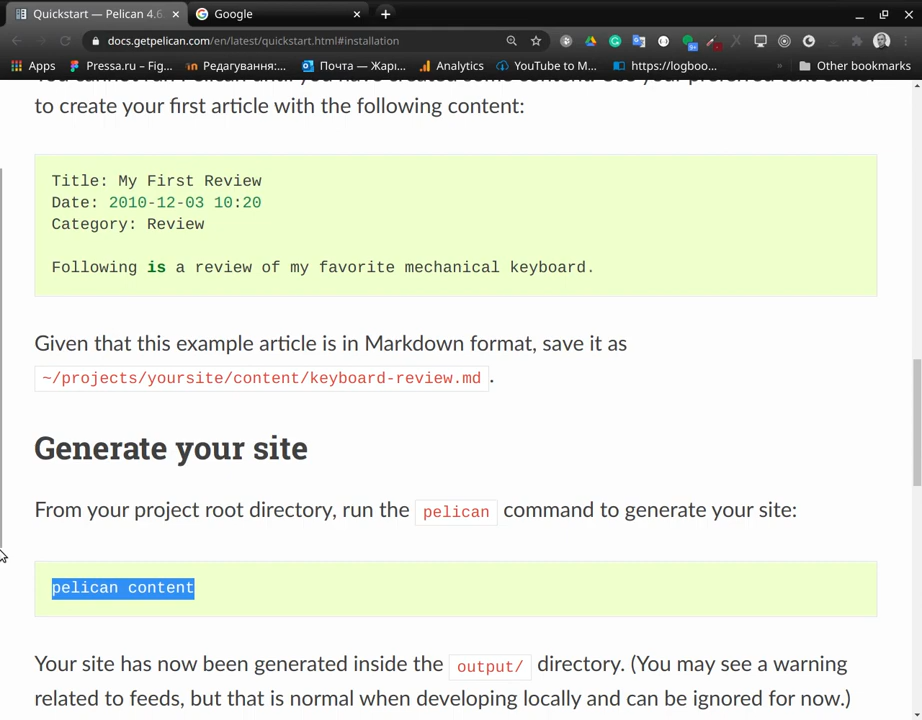 Quickstart — Pelican 4.6.
Google
docs.getpelican.com/en/latest/quickstart.html#installation
Apps
Pressa.ru – Fig...
Редагування:...
Почта — Жарі...
Analytics
YouTube to M...
https://logboo...
»
Other bookmarks
to create your first article with the following content:
Title: My First Review
Date: 2010-12-03 10:20
Category: Review
Following is a review of my favorite mechanical keyboard.
Given that this example article is in Markdown format, save it as
~/projects/yoursite/content/keyboard-review.md .
Generate your site
From your project root directory, run the pelican command to generate your site:
pelican content
Your site has now been generated inside the output/ directory. (You may see a warning
related to feeds, but that is normal when developing locally and can be ignored for now.)